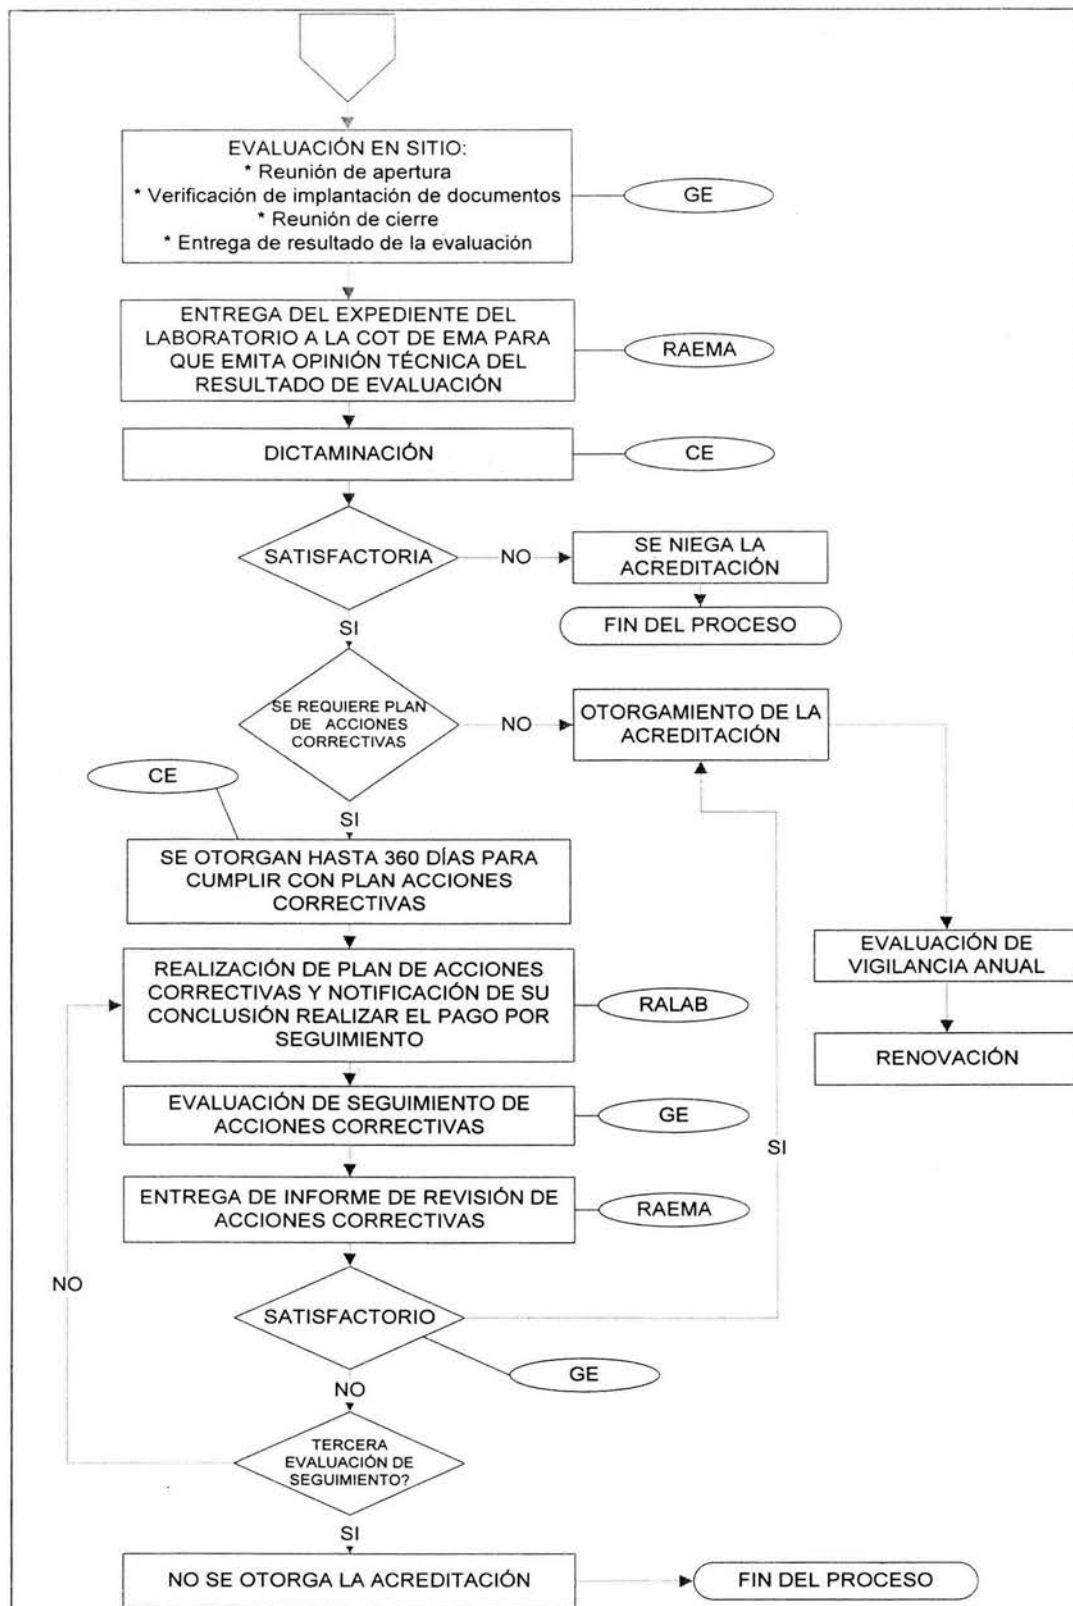 EVALUACIÓN EN SITIO:
* Reunión de apertura
* Verificación de implantación de documentos
* Reunión de cierre
* Entrega de resultado de la evaluación
GE
ENTREGA DEL EXPEDIENTE DEL
LABORATORIO A LA COT DE EMA PARA
QUE EMITA OPINIÓN TÉCNICA DEL
RESULTADO DE EVALUACIÓN
RAEMA
DICTAMINACIÓN
CE
SATISFACTORIA
NO
SE NIEGA LA
ACREDITACIÓN
FIN DEL PROCESO
SI
SE REQUIERE PLAN
DE ACCIONES
CORRECTIVAS
NO
OTORGAMIENTO DE LA
ACREDITACIÓN
CE
SI
SE OTORGAN HASTA 360 DÍAS PARA
CUMPLIR CON PLAN ACCIONES
CORRECTIVAS
EVALUACIÓN DE
VIGILANCIA ANUAL
REALIZACIÓN DE PLAN DE ACCIONES
CORRECTIVAS Y NOTIFICACIÓN DE SU
CONCLUSIÓN REALIZAR EL PAGO POR
SEGUIMIENTO
RALAB
RENOVACIÓN
EVALUACIÓN DE SEGUIMIENTO DE
ACCIONES CORRECTIVAS
GE
SI
ENTREGA DE INFORME DE REVISIÓN DE
ACCIONES CORRECTIVAS
RAEMA
NO
SATISFACTORIO
GE
NO
TERCERA
EVALUACIÓN DE
SEGUIMIENTO?
SI
NO SE OTORGA LA ACREDITACIÓN
FIN DEL PROCESO